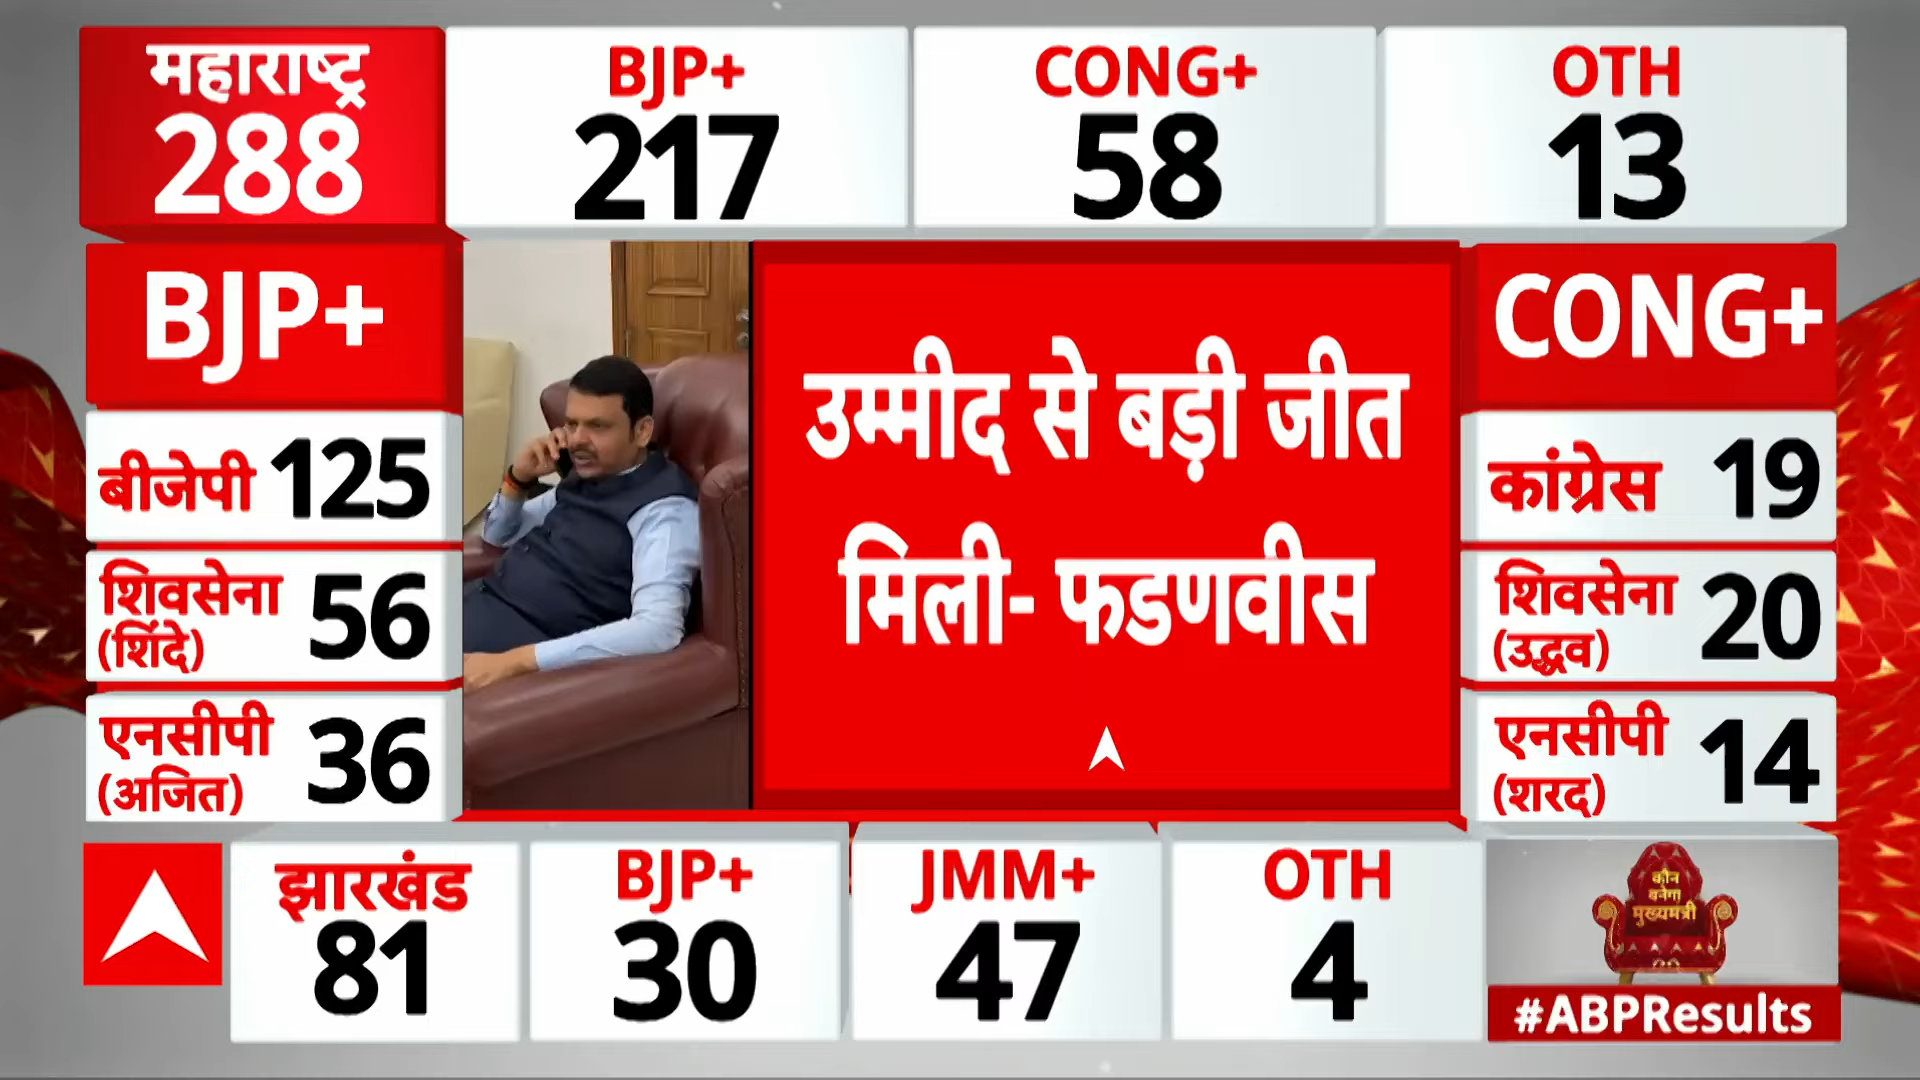 महाराष्ट्र
288
BJP+
217
CONG+
58
OTH
13
BJP+
बीजेपी 125
शिवसेना
(शिंदे)
56
एनसीपी
(अजित)
36
उम्मीद से बड़ी जीत
मिली- फडणवीस
CONG+
कांग्रेस 19
शिवसेना
(उद्धव)
20
एनसीपी
(शरद)
14
झारखंड
81
BJP+
30
JMM+
47
OTH
4
कौन
बनेगा
मुख्यमंत्री
#ABPResults